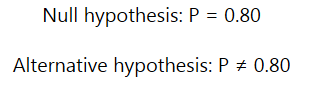 Null hypothesis: P = 0.80
Alternative hypothesis: P ≠ 0.80